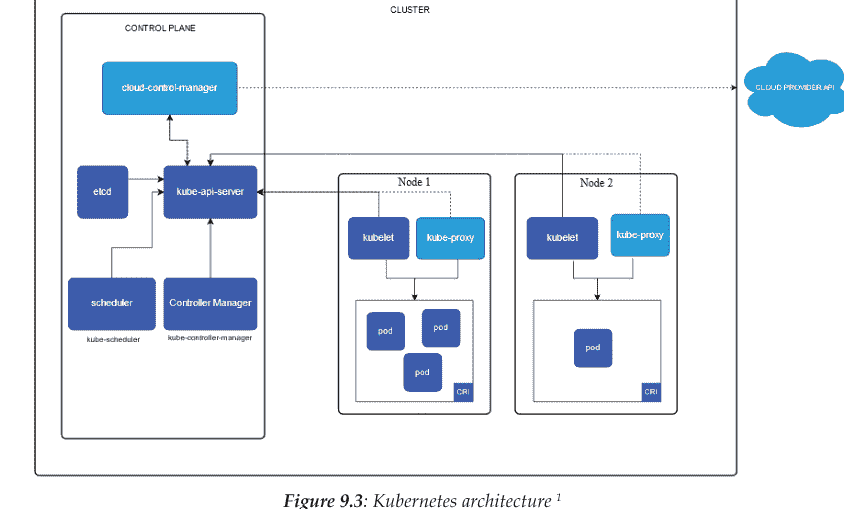 CLUSTER
CONTROL PLANE
cloud-control-manager
CLOUD PROVIDER API
etcd
kube-api-server
scheduler
kube-scheduler
Controller Manager
kube-controller-manager
Node 1
kubelet
kube-proxy
pod
pod
pod
CRI
Node 2
kubelet
kube-proxy
pod
CRI
Figure 9.3: Kubernetes architecture ¹